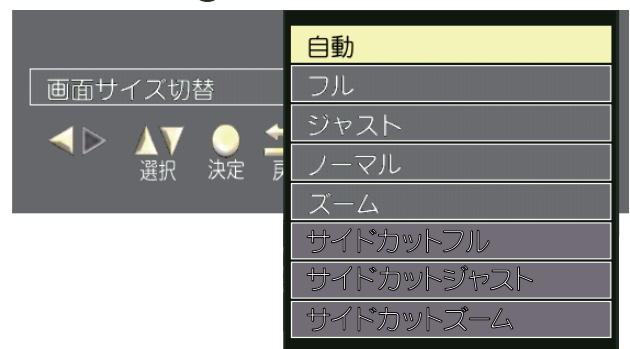 画面サイズ切替
選択 決定 戻
自動
フル
ジャスト
ノーマル
ズーム
サイドカットフル
サイドカットジャスト
サイドカットズーム